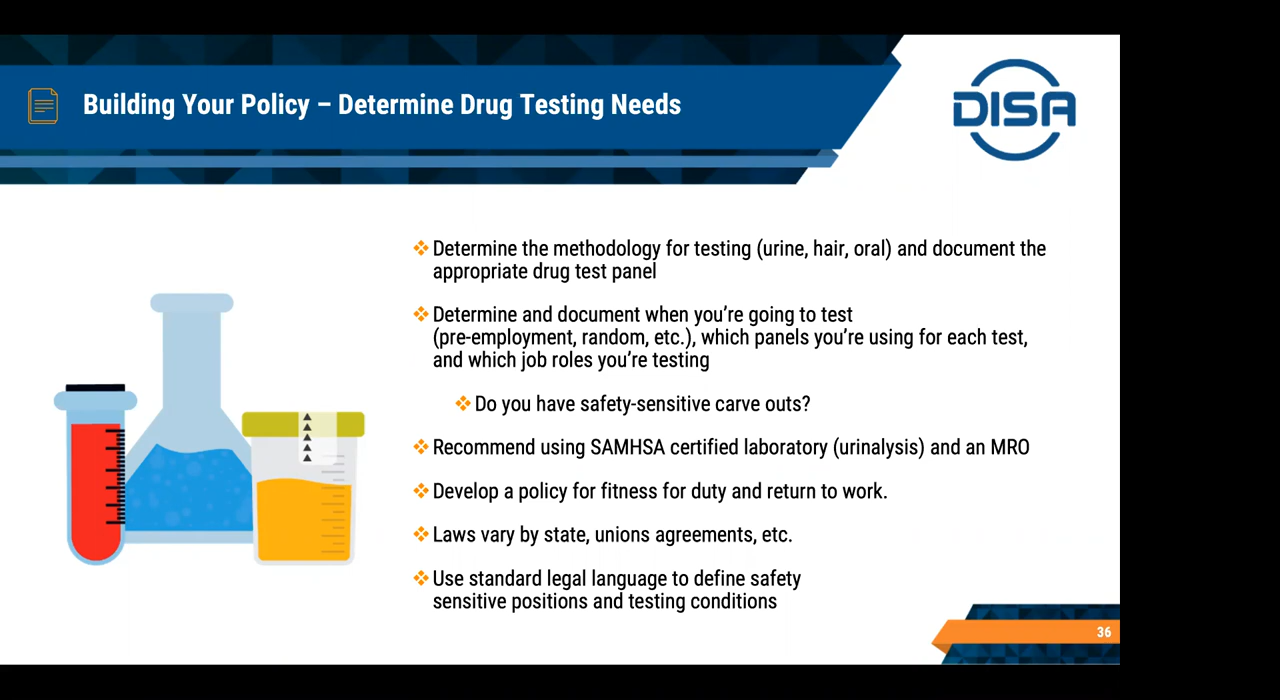 Building Your Policy – Determine Drug Testing Needs
DISA
Determine the methodology for testing (urine, hair, oral) and document the
appropriate drug test panel
Determine and document when you’re going to test
(pre-employment, random, etc.), which panels you’re using for each test,
and which job roles you’re testing
Do you have safety-sensitive carve outs?
Recommend using SAMHSA certified laboratory (urinalysis) and an MRO
Develop a policy for fitness for duty and return to work.
Laws vary by state, unions agreements, etc.
Use standard legal language to define safety
sensitive positions and testing conditions
36